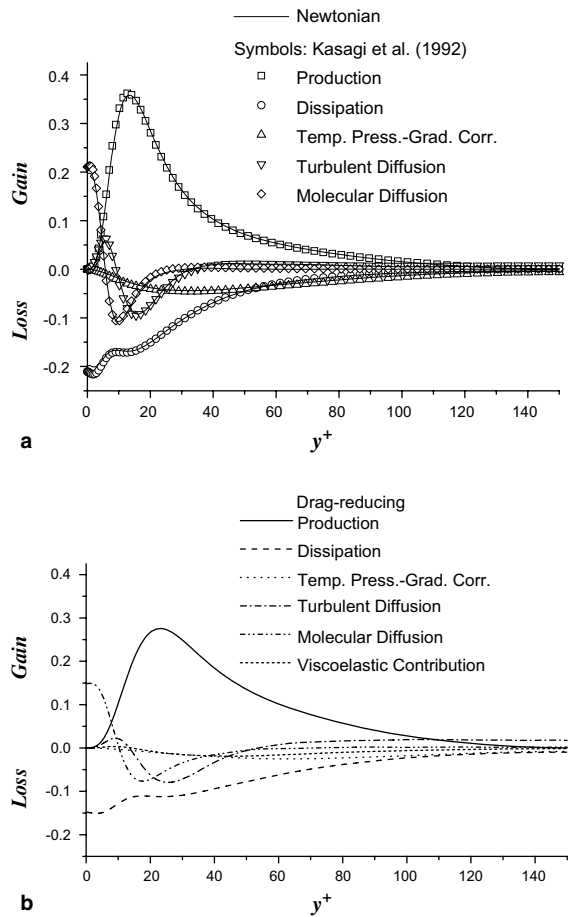 Newtonian
Symbols: Kasagi et al. (1992)
Production
Dissipation
Temp. Press.-Grad. Corr.
Turbulent Diffusion
Molecular Diffusion
Gain
Loss
0.4
0.3
0.2
0.1
0.0
-0.1
-0.2
0 20 40 60 80 100 120 140
a
y+
Drag-reducing
Production
Dissipation
Temp. Press.-Grad. Corr.
Turbulent Diffusion
Molecular Diffusion
Viscoelastic Contribution
Gain
Loss
0.4
0.3
0.2
0.1
0.0
-0.1
-0.2
0 20 40 60 80 100 120 140
b
y+